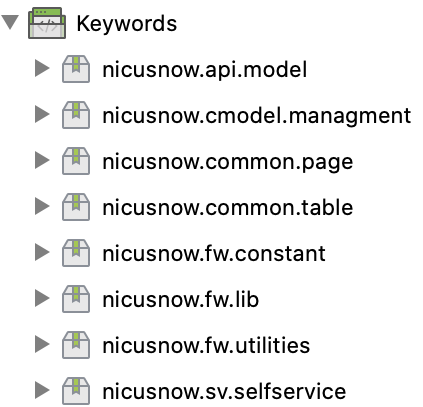 Keywords
nicusnow.api.model
nicusnow.cmodel.managment
nicusnow.common.page
nicusnow.common.table
nicusnow.fw.constant
nicusnow.fw.lib
nicusnow.fw.utilities
nicusnow.sv.selfservice